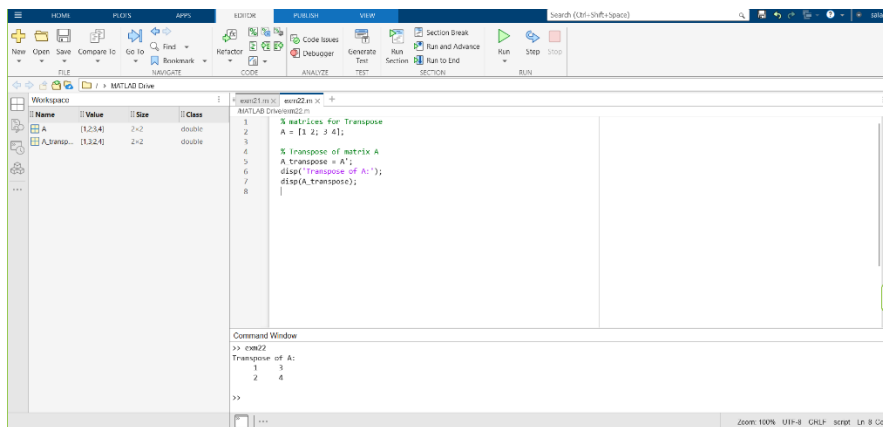 HOME PLOTS APPS EDITOR PUBLISH VIEW Search (Ctrl+Shift+Space)
New Open Save Compare To Go To Find Bookmark Refactor Code Issues Debugger Generate Test Run Section Section Break Run and Advance Run to End Run Step Stop
FILE NAVIGATE CODE ANALYZE TEST SECTION RUN
/ MATLAB Drive
Workspace
Name Value Size Class
A [1,2;3,4] 2×2 double
A_transp... [1,3;2,4] 2×2 double
exm21.m × exm22.m × +
/MATLAB Drive/exm22.m
1 % matrices for Transpose
2 A = [1 2; 3 4];
3
4 % Transpose of matrix A
5 A_transpose = A';
6 disp('Transpose of A:');
7 disp(A_transpose);
8
Command Window
>> exm22
Transpose of A:
1 3
2 4
>>
Zoom: 100% UTF-8 CRLF script Ln 8 Co